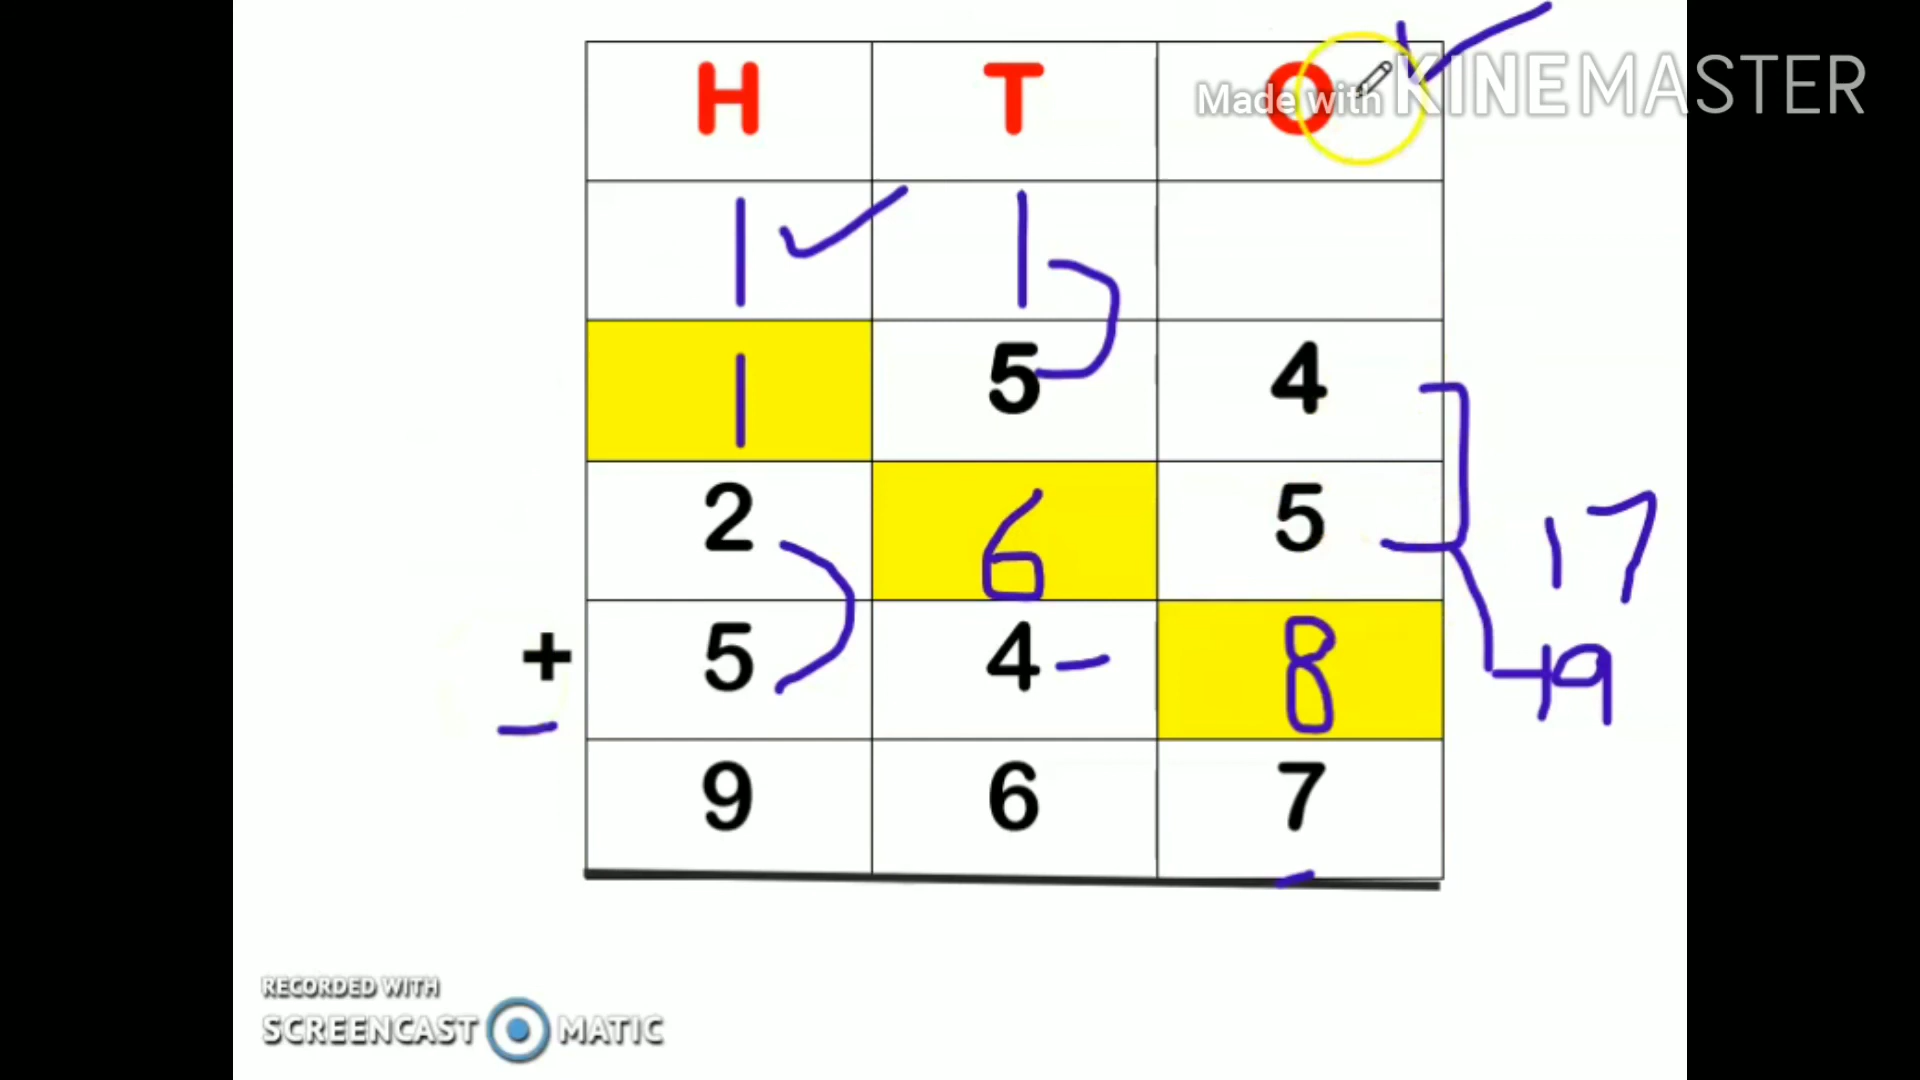 H T O
Made with KINEMASTER
1 1
1 5 4
2 6 5
17
+ 5 4 8
-19
9 6 7
RECORDED WITH
SCREENCAST MATIC